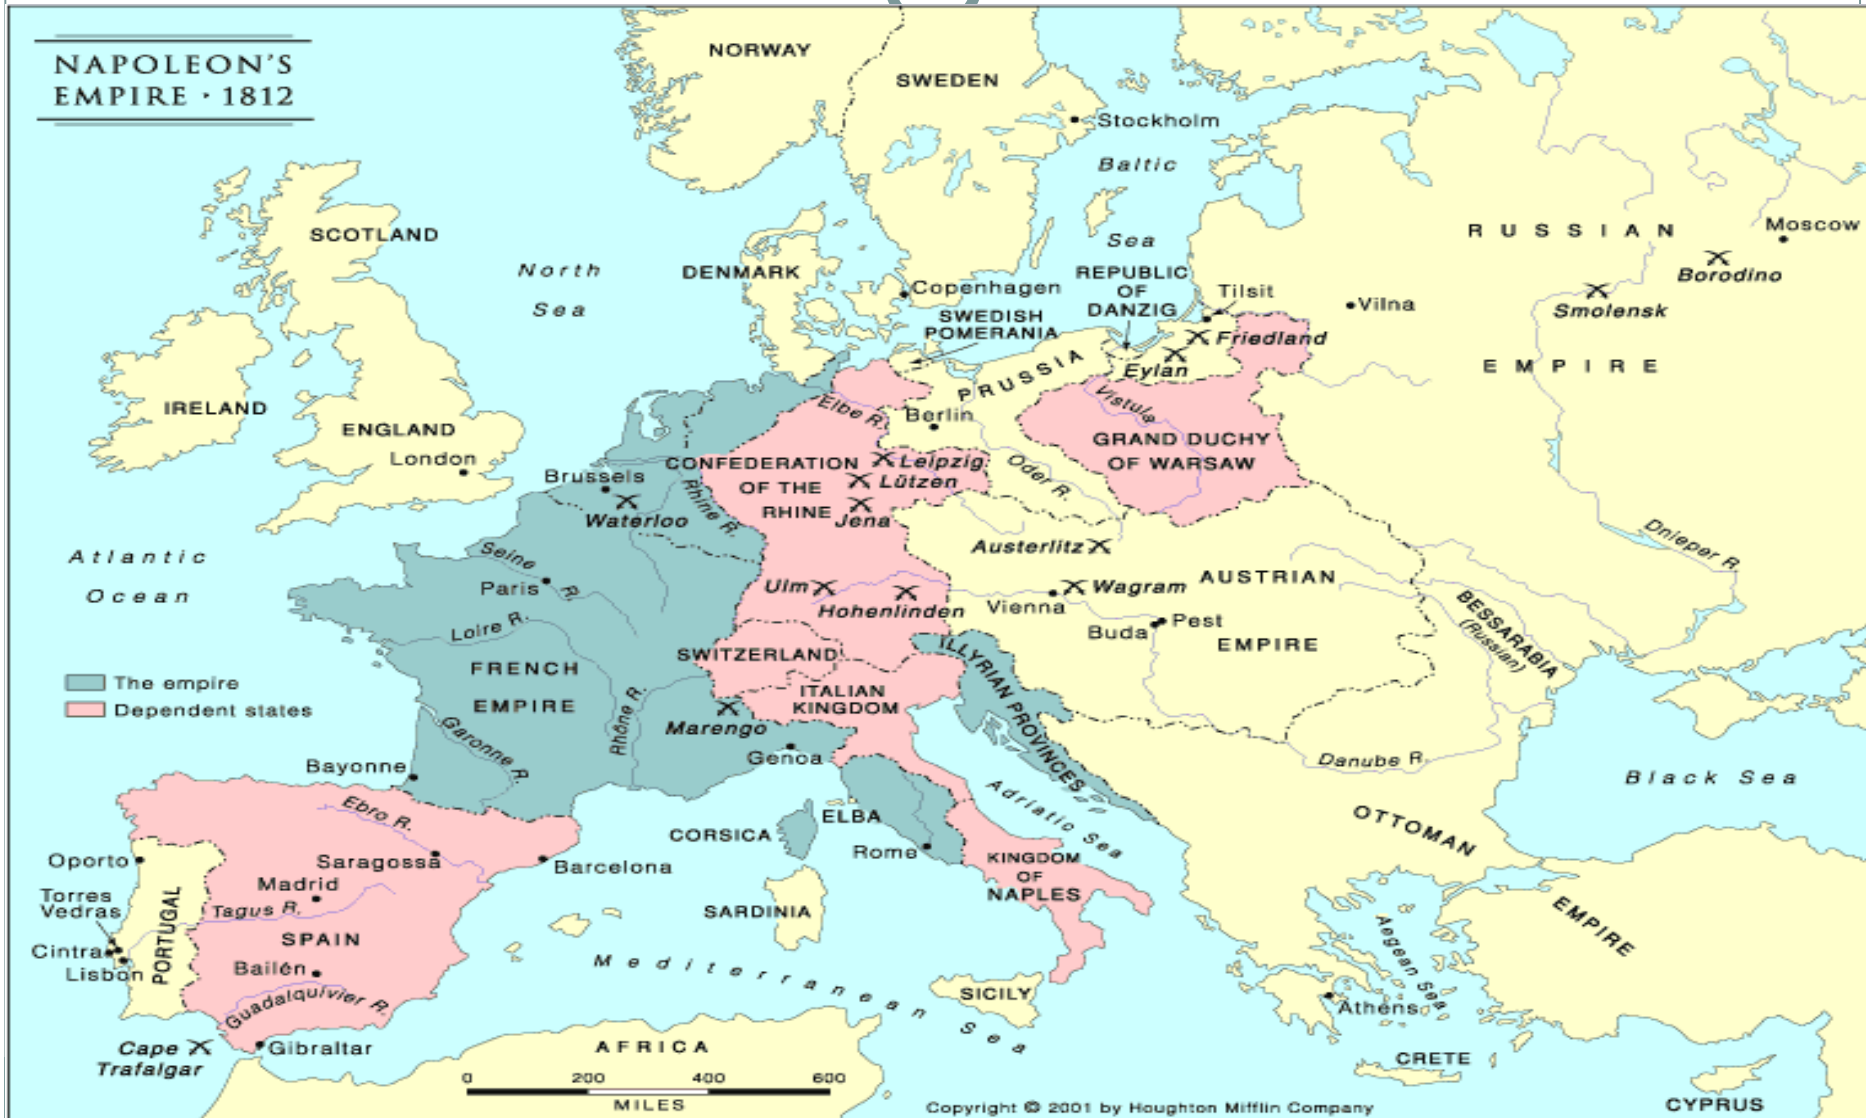 NAPOLEON'S
EMPIRE · 1812
NORWAY
SWEDEN
Stockholm
Baltic
Sea
SCOTLAND
North
Sea
DENMARK
Copenhagen
SWEDISH
POMERANIA
REPUBLIC
OF
DANZIG
Tilsit
Vilna
RUSSIAN
EMPIRE
Moscow
Borodino
Smolensk
Friedland
Eylan
PRUSSIA
IRELAND
ENGLAND
London
Elbe R.
Berlin
Vistula
GRAND DUCHY
OF WARSAW
CONFEDERATION
OF THE
RHINE
Leipzig
Lützen
Jena
Oder R.
Brussels
Waterloo
Rhine R.
Atlantic
Ocean
Seine R.
Paris
Austerlitz
Ulm
Hohenlinden
Vienna
Wagram
AUSTRIAN
EMPIRE
Buda
Pest
Dnieper R.
BESSARABIA
(Russian)
Loire R.
FRENCH
EMPIRE
SWITZERLAND
ITALIAN
KINGDOM
ILLYRIAN PROVINCES
The empire
Dependent states
Garonne R.
Rhône R.
Marengo
Genoa
Bayonne
Danube R.
Black Sea
Ebro R.
CORSICA
ELBA
Rome
Adriatic Sea
OTTOMAN
EMPIRE
Oporto
Saragossa
Barcelona
Madrid
Torres
Vedras
Tagus R.
PORTUGAL
SPAIN
Cintra
Lisbon
Bailén
Guadalquivier R.
SARDINIA
KINGDOM
OF
NAPLES
Mediterranean Sea
SICILY
Aegean Sea
Athens
Cape
Trafalgar
Gibraltar
AFRICA
CRETE
CYPRUS
0 200 400 600
MILES
Copyright © 2001 by Houghton Mifflin Company